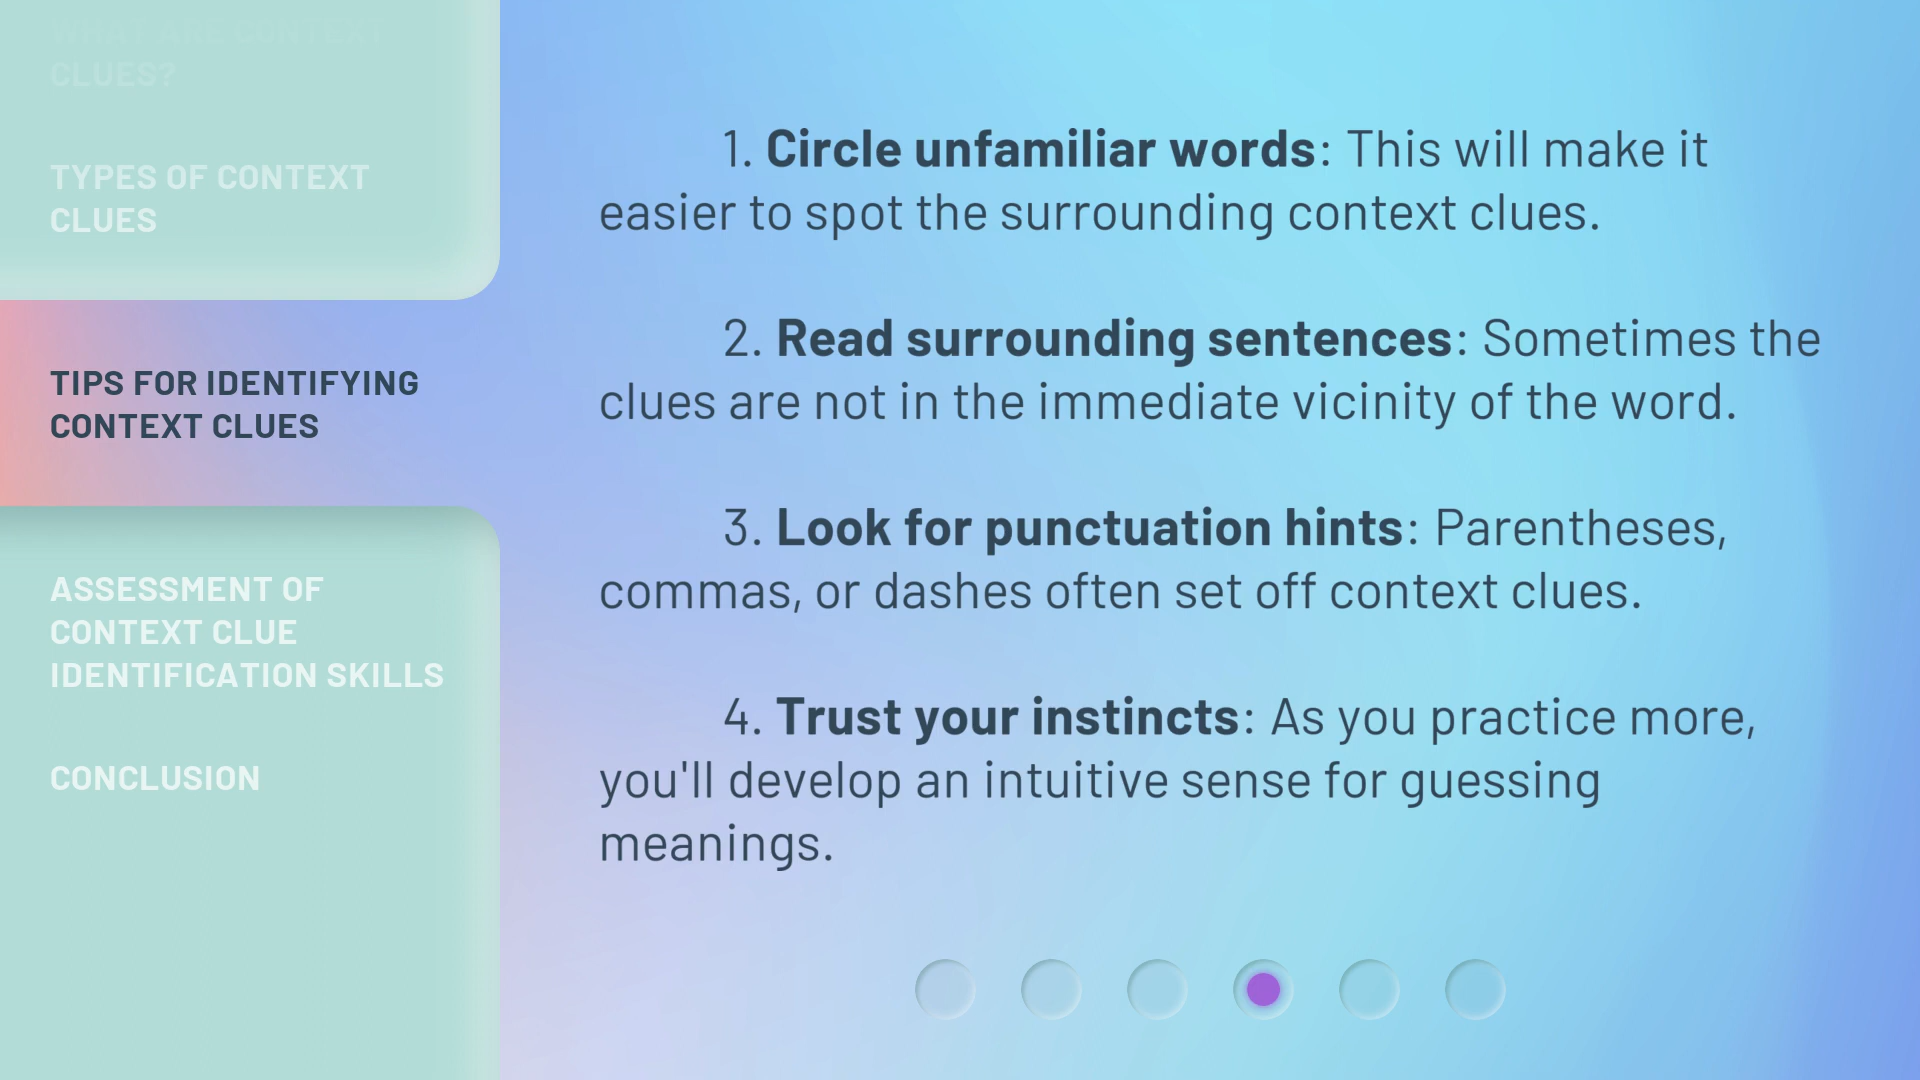 WHAT ARE CONTEXT
CLUES?
TYPES OF CONTEXT
CLUES
TIPS FOR IDENTIFYING
CONTEXT CLUES
ASSESSMENT OF
CONTEXT CLUE
IDENTIFICATION SKILLS
CONCLUSION
1. Circle unfamiliar words: This will make it
easier to spot the surrounding context clues.
2. Read surrounding sentences: Sometimes the
clues are not in the immediate vicinity of the word.
3. Look for punctuation hints: Parentheses,
commas, or dashes often set off context clues.
4. Trust your instincts: As you practice more,
you'll develop an intuitive sense for guessing
meanings.